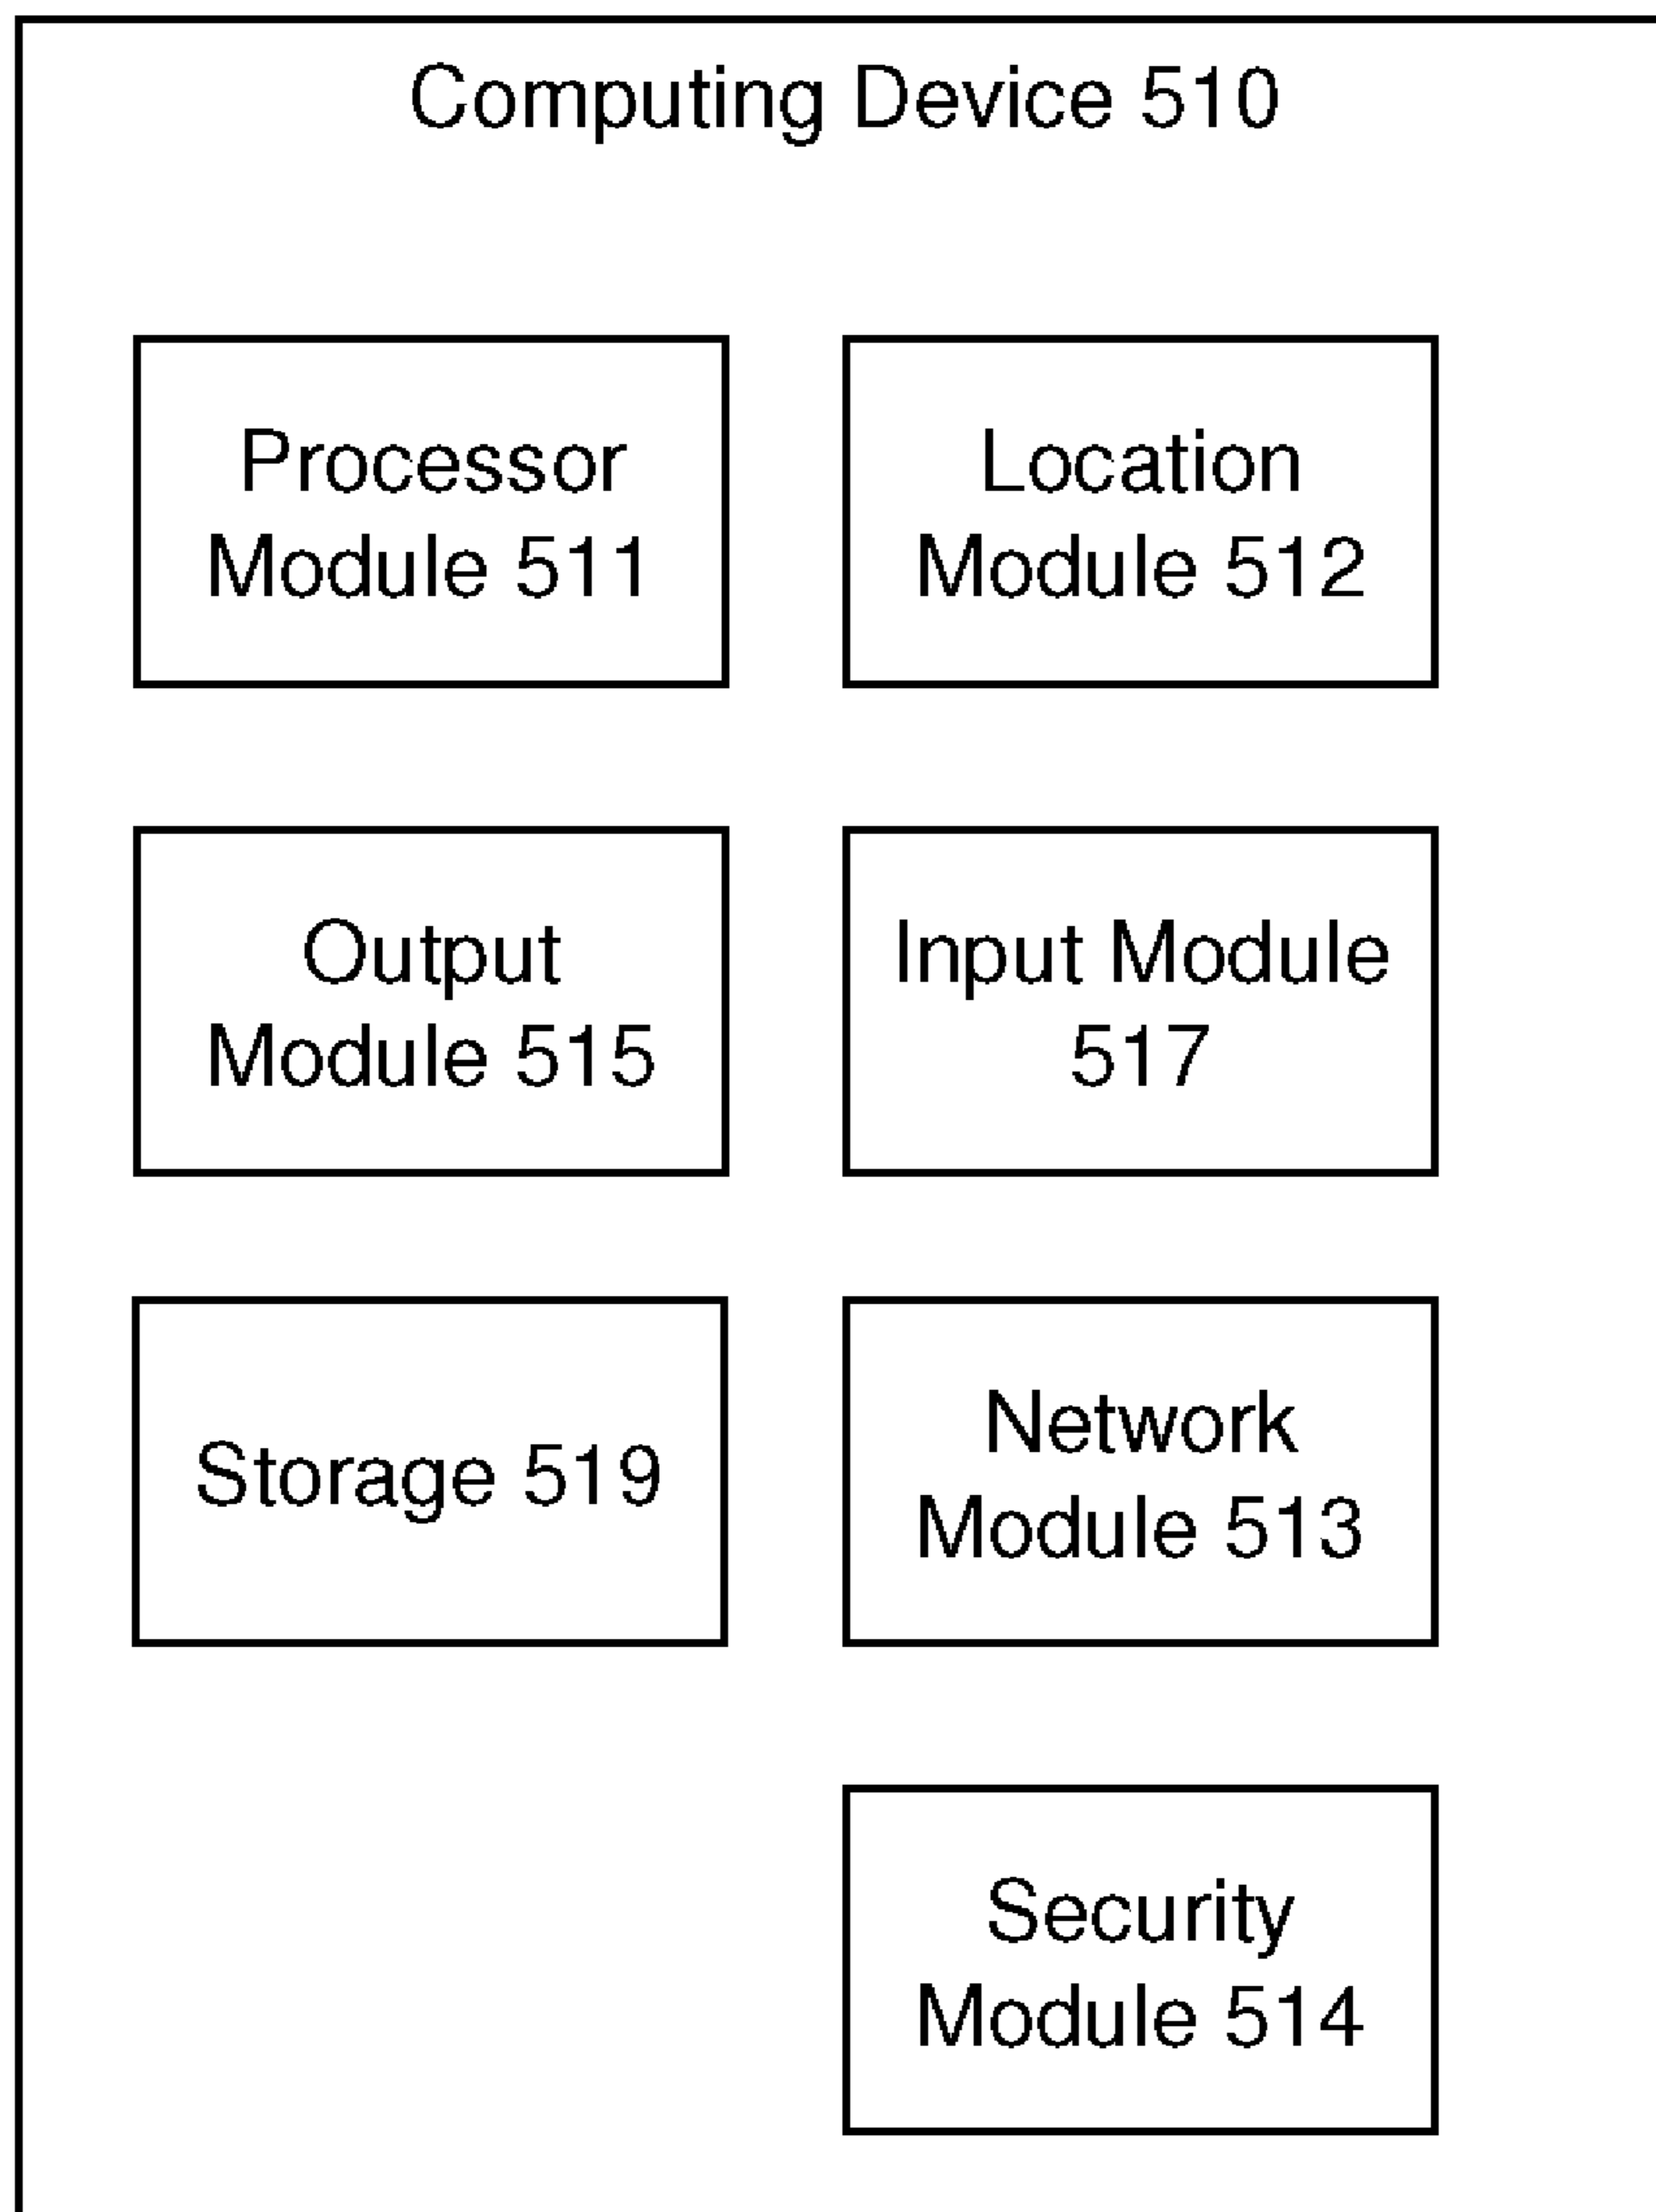 Computing Device 510
Processor
Module 511
Location
Module 512
Output
Module 515
Input Module
517
Storage 519
Network
Module 513
Security
Module 514